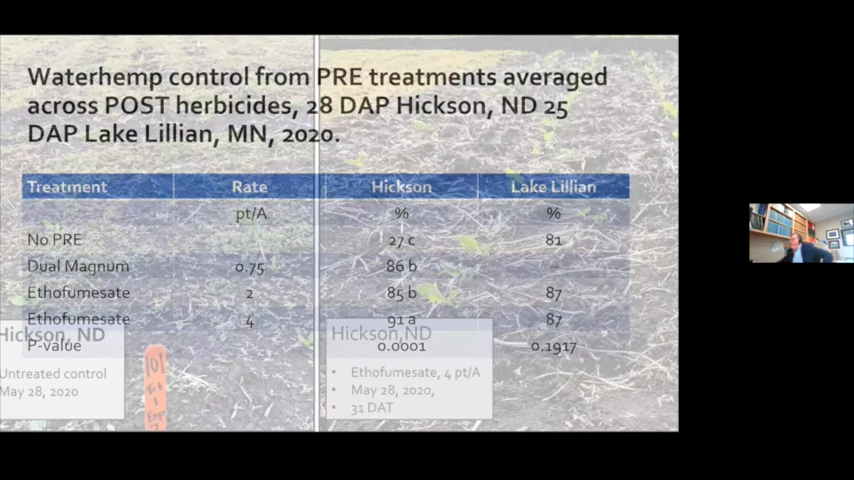 Waterhemp control from PRE treatments averaged
across POST herbicides, 28 DAP Hickson, ND 25
DAP Lake Lillian, MN, 2020.
Treatment Rate Hickson Lake Lillian
pt/A % %
No PRE 27 c 81
Dual Magnum 0.75 86 b –
Ethofumesate 2 85 b 87
Ethofumesate 4 91 a 87
P-value 0.0001 0.1917
Hickson, ND
Untreated control
May 28, 2020
Hickson,ND
• Ethofumesate, 4 pt/A
• May 28, 2020,
• 31 DAT
101